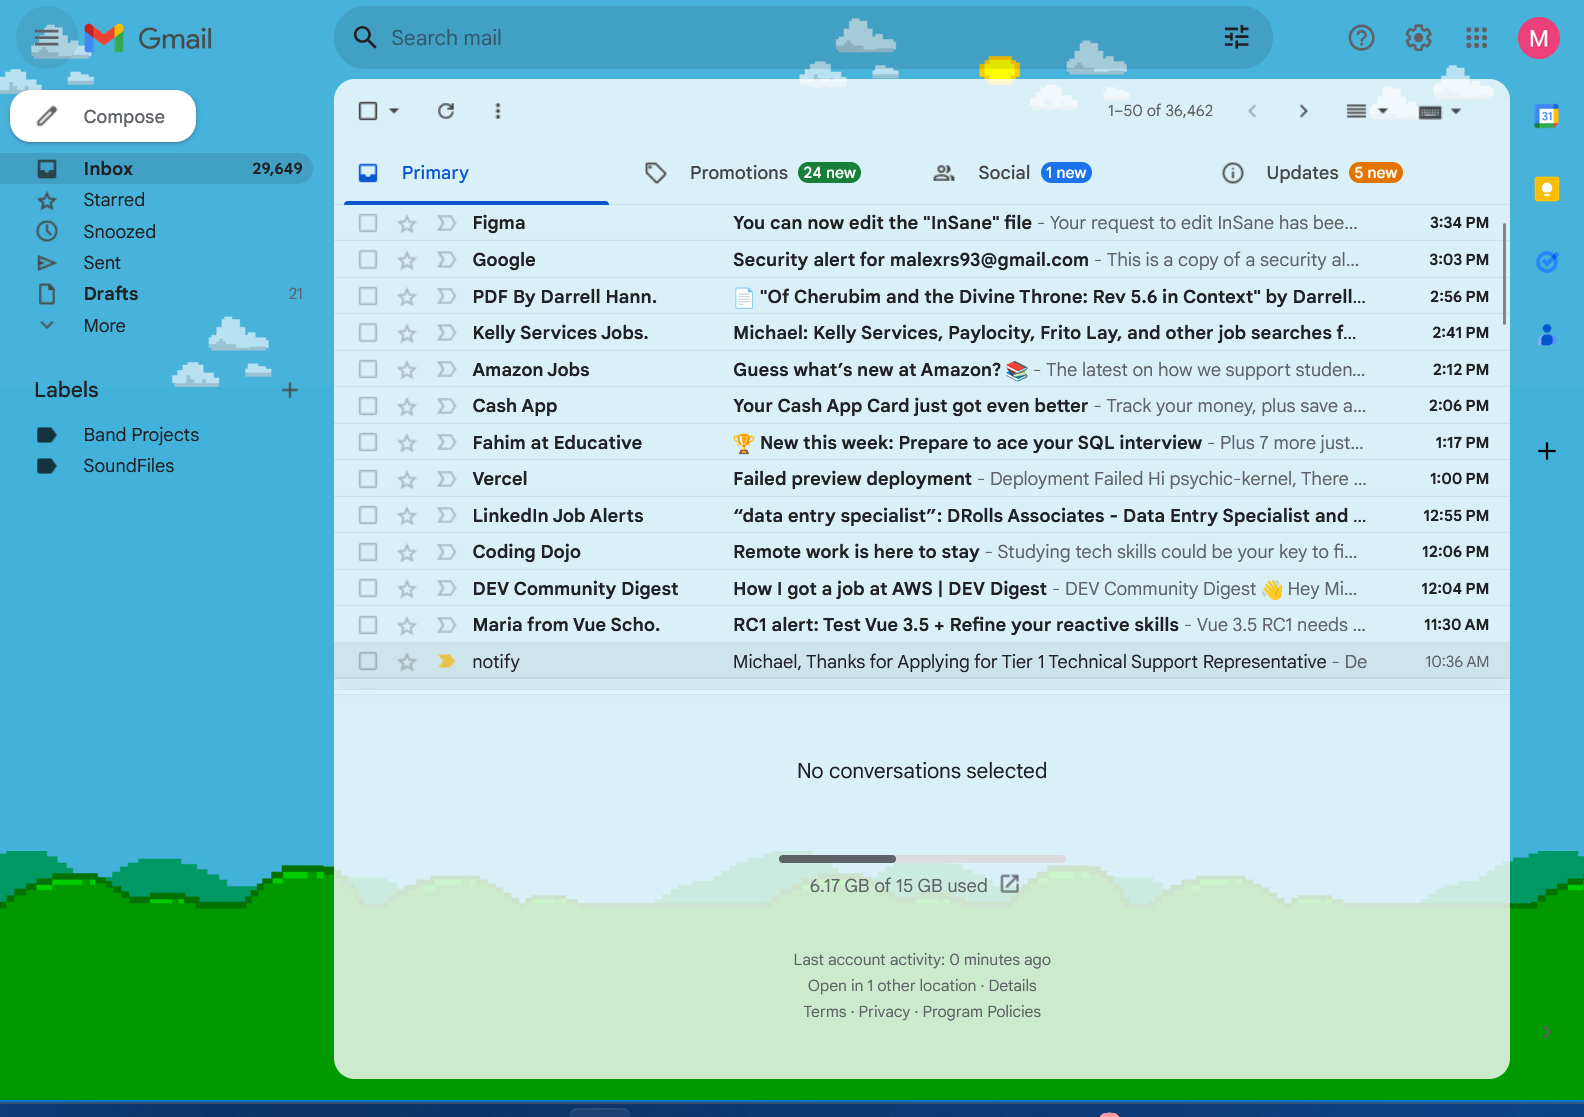 Gmail
Search mail
M
Compose
1–50 of 36,462
31
Inbox 29,649
Starred
Snoozed
Sent
Drafts 21
More
Labels
Band Projects
SoundFiles
Primary
Promotions 24 new
Social 1 new
Updates 5 new
Figma You can now edit the "InSane" file - Your request to edit InSane has bee... 3:34 PM
Google Security alert for malexrs93@gmail.com - This is a copy of a security al... 3:03 PM
PDF By Darrell Hann. 📄 "Of Cherubim and the Divine Throne: Rev 5.6 in Context" by Darrell... 2:56 PM
Kelly Services Jobs. Michael: Kelly Services, Paylocity, Frito Lay, and other job searches f... 2:41 PM
Amazon Jobs Guess what’s new at Amazon? 📚 - The latest on how we support studen... 2:12 PM
Cash App Your Cash App Card just got even better - Track your money, plus save a... 2:06 PM
Fahim at Educative 🏆 New this week: Prepare to ace your SQL interview - Plus 7 more just... 1:17 PM
Vercel Failed preview deployment - Deployment Failed Hi psychic-kernel, There ... 1:00 PM
LinkedIn Job Alerts “data entry specialist”: DRolls Associates - Data Entry Specialist and ... 12:55 PM
Coding Dojo Remote work is here to stay - Studying tech skills could be your key to fi... 12:06 PM
DEV Community Digest How I got a job at AWS | DEV Digest - DEV Community Digest 👋 Hey Mi... 12:04 PM
Maria from Vue Scho. RC1 alert: Test Vue 3.5 + Refine your reactive skills - Vue 3.5 RC1 needs ... 11:30 AM
notify Michael, Thanks for Applying for Tier 1 Technical Support Representative - De 10:36 AM
No conversations selected
6.17 GB of 15 GB used
Last account activity: 0 minutes ago
Open in 1 other location · Details
Terms · Privacy · Program Policies